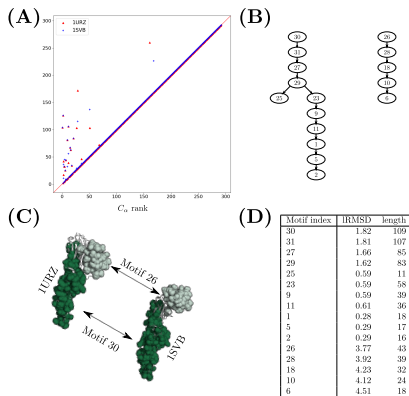 (A)
1URZ
1SVB
300
250
200
150
100
50
0
0
50
100
150
200
250
300
Cα rank
(B)
30
31
27
29
25
23
9
11
1
5
2
26
28
18
10
6
(C)
1URZ
Motif 26
Motif 30
1SVB
(D)
Motif index lRMSD length
30 1.82 109
31 1.81 107
27 1.66 85
29 1.62 83
25 0.59 11
23 0.59 58
9 0.59 39
11 0.61 36
1 0.28 18
5 0.29 17
2 0.29 16
26 3.77 43
28 3.92 39
18 4.23 32
10 4.12 24
6 4.51 18